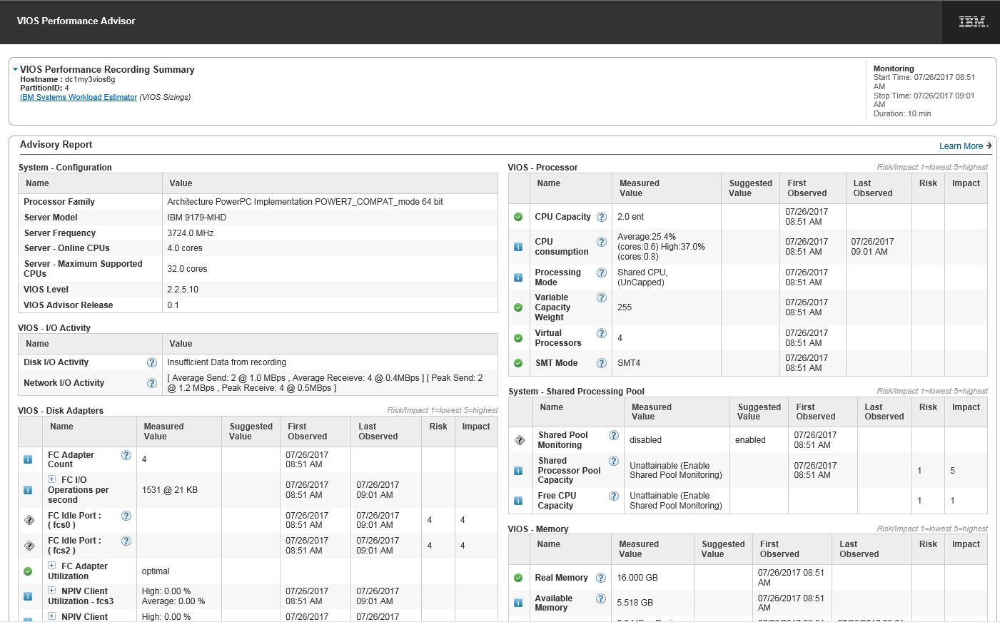 VIOS Performance Advisor
IBM.
VIOS Performance Recording Summary
Hostname : dc1my3vios6g
PartitionID: 4
IBM Systems Workload Estimator (VIOS Sizings)
Monitoring
Start Time: 07/26/2017 08:51
AM
Stop Time: 07/26/2017 09:01
AM
Duration: 10 min
Advisory Report
Learn More
System - Configuration
Name Value
Processor Family Architecture PowerPC Implementation POWER7_COMPAT_mode 64 bit
Server Model IBM 9179-MHD
Server Frequency 3724.0 MHz
Server - Online CPUs 4.0 cores
Server - Maximum Supported
CPUs 32.0 cores
VIOS Level 2.2.5.10
VIOS Advisor Release 0.1
VIOS - I/O Activity
Name Value
Disk I/O Activity ? Insufficient Data from recording
Network I/O Activity ? [ Average Send: 2 @ 1.0 MBps , Average Receieve: 4 @ 0.4MBps ] [ Peak Send: 2
@ 1.2 MBps , Peak Receive: 4 @ 0.5MBps ]
VIOS - Disk Adapters Risk/Impact 1=lowest 5=highest
Name Measured Suggested First Last Risk Impact
Value Value Observed Observed
FC Adapter ? 4 07/26/2017
Count 08:51 AM
FC I/O
Operations per 1531 @ 21 KB 07/26/2017 07/26/2017
second 08:51 AM 09:01 AM
FC Idle Port : ? 07/26/2017 07/26/2017 4 4
( fcs0 ) 08:51 AM 09:01 AM
FC Idle Port : ? 07/26/2017 07/26/2017 4 4
( fcs2 ) 08:51 AM 09:01 AM
FC Adapter optimal
Utilization
NPIV Client High: 0.00 % 07/26/2017 07/26/2017
Utilization - fcs3 Average: 0.00 % 08:51 AM 09:01 AM
NPIV Client High: 0.00 % 07/26/2017 07/26/2017
VIOS - Processor Risk/Impact 1=lowest 5=highest
Name Measured Suggested First Last Risk Impact
Value Value Observed Observed
CPU Capacity ? 2.0 ent 07/26/2017
08:51 AM
CPU ? Average:25.4% 07/26/2017 07/26/2017
consumption (cores:0.6) High:37.0% 08:51 AM 09:01 AM
(cores:0.8)
Processing ? Shared CPU, 07/26/2017
Mode (UnCapped) 08:51 AM
Variable ?
Capacity 255 07/26/2017
Weight 08:51 AM
Virtual ? 4 07/26/2017
Processors 08:51 AM
SMT Mode ? SMT4 07/26/2017
08:51 AM
System - Shared Processing Pool Risk/Impact 1=lowest 5=highest
Name Measured Suggested First Last Risk Impact
Value Value Observed Observed
Shared Pool ? disabled enabled 07/26/2017
Monitoring 08:51 AM
Shared ?
Processor Pool Unattainable (Enable 07/26/2017 1 5
Capacity Shared Pool Monitoring) 08:51 AM
Free CPU ? Unattainable (Enable 1 1
Capacity Shared Pool Monitoring)
VIOS - Memory Risk/Impact 1=lowest 5=highest
Name Measured Suggested First Last Risk Impact
Value Value Observed Observed
Real Memory ? 16.000 GB 07/26/2017 08:51
AM
Available ? 5.518 GB 07/26/2017 08:51
Memory AM